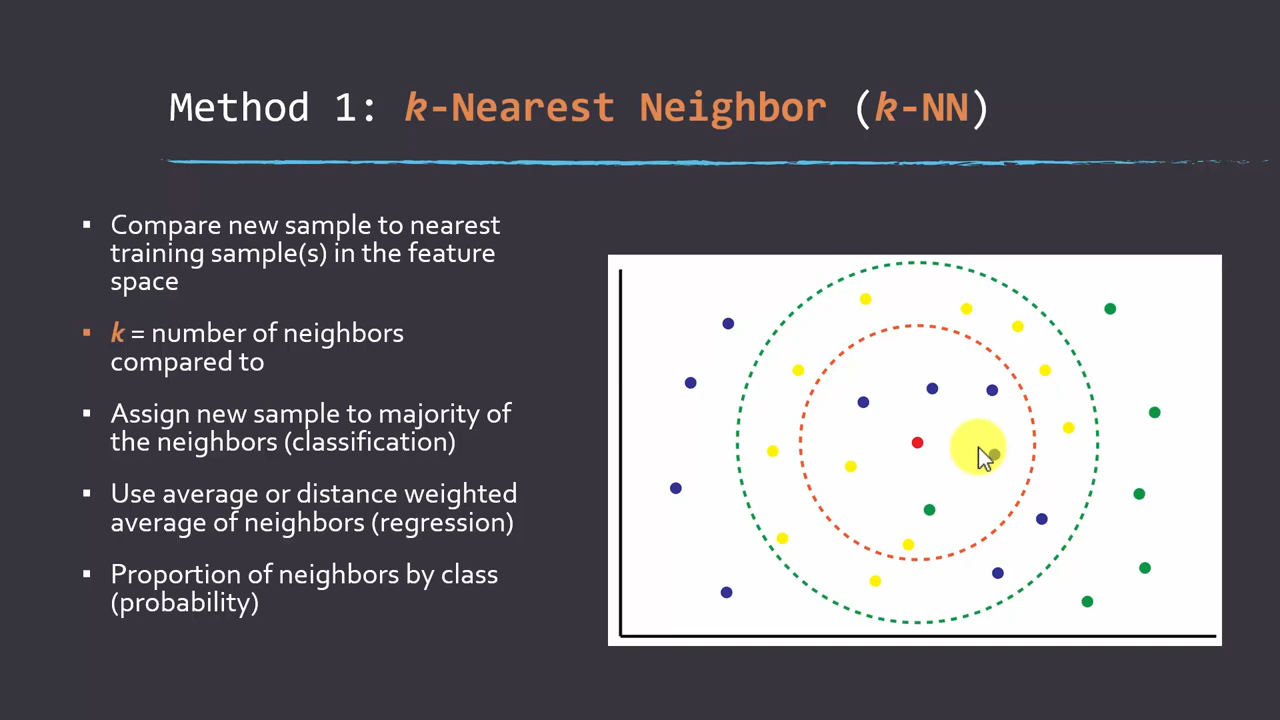 Method 1: k-Nearest Neighbor (k-NN)
▪ Compare new sample to nearest
training sample(s) in the feature
space
▪ k = number of neighbors
compared to
▪ Assign new sample to majority of
the neighbors (classification)
▪ Use average or distance weighted
average of neighbors (regression)
▪ Proportion of neighbors by class
(probability)